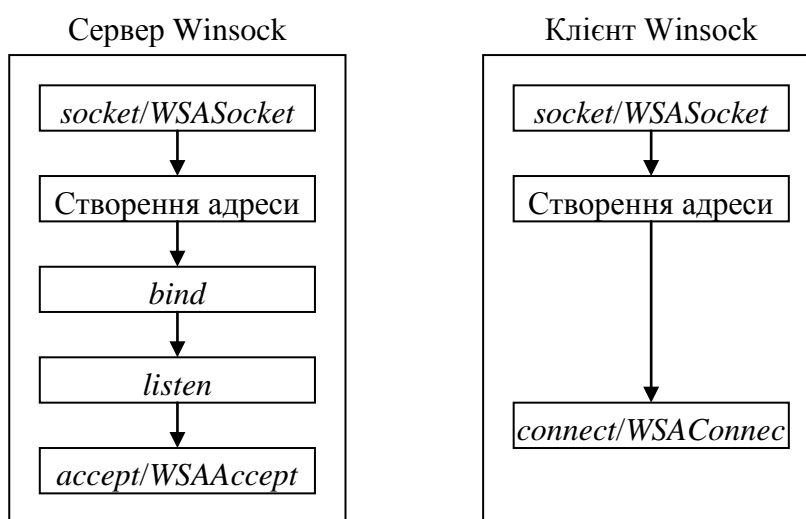 Сервер Winsock
socket/WSASocket
Створення адреси
bind
listen
accept/WSAAccept
Клієнт Winsock
socket/WSASocket
Створення адреси
connect/WSAConnec